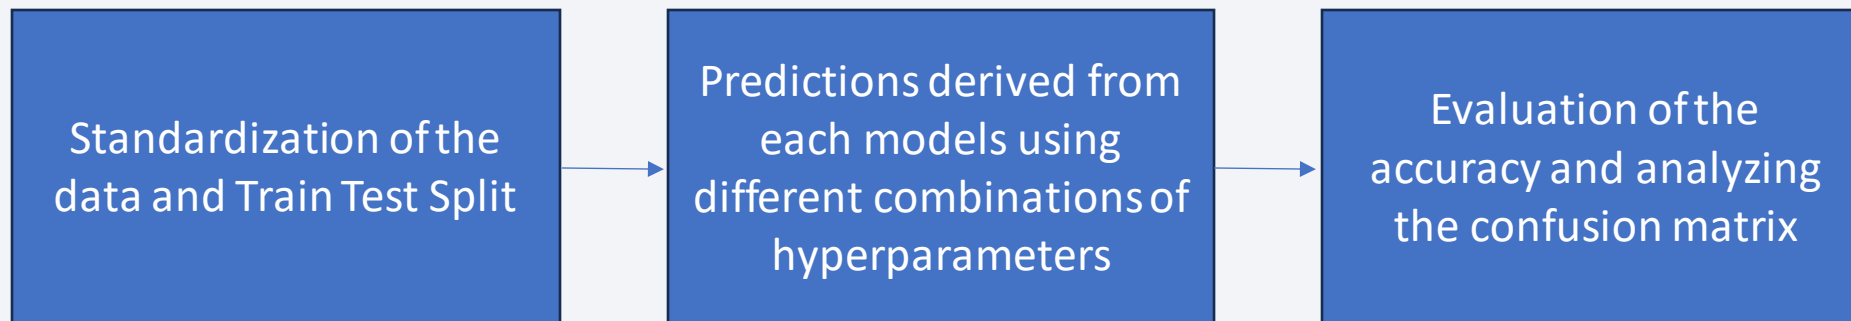 Standardization of the
data and Train Test Split
Predictions derived from
each models using
different combinations of
hyperparameters
Evaluation of the
accuracy and analyzing
the confusion matrix